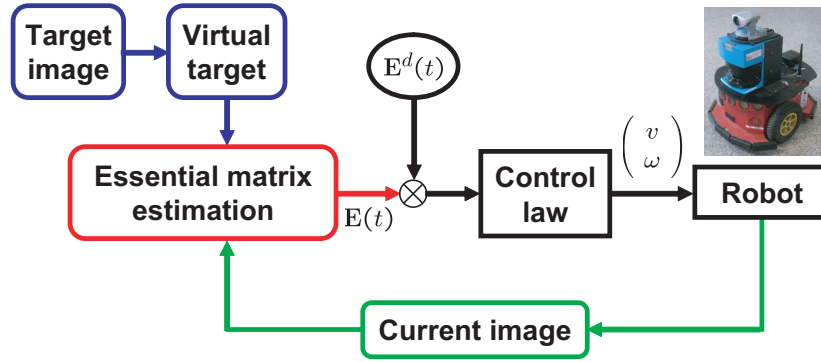 Target
image
Virtual
target
E^d(t)
Essential matrix
estimation
E(t)
Control
law
( v
ω )
Robot
Current image